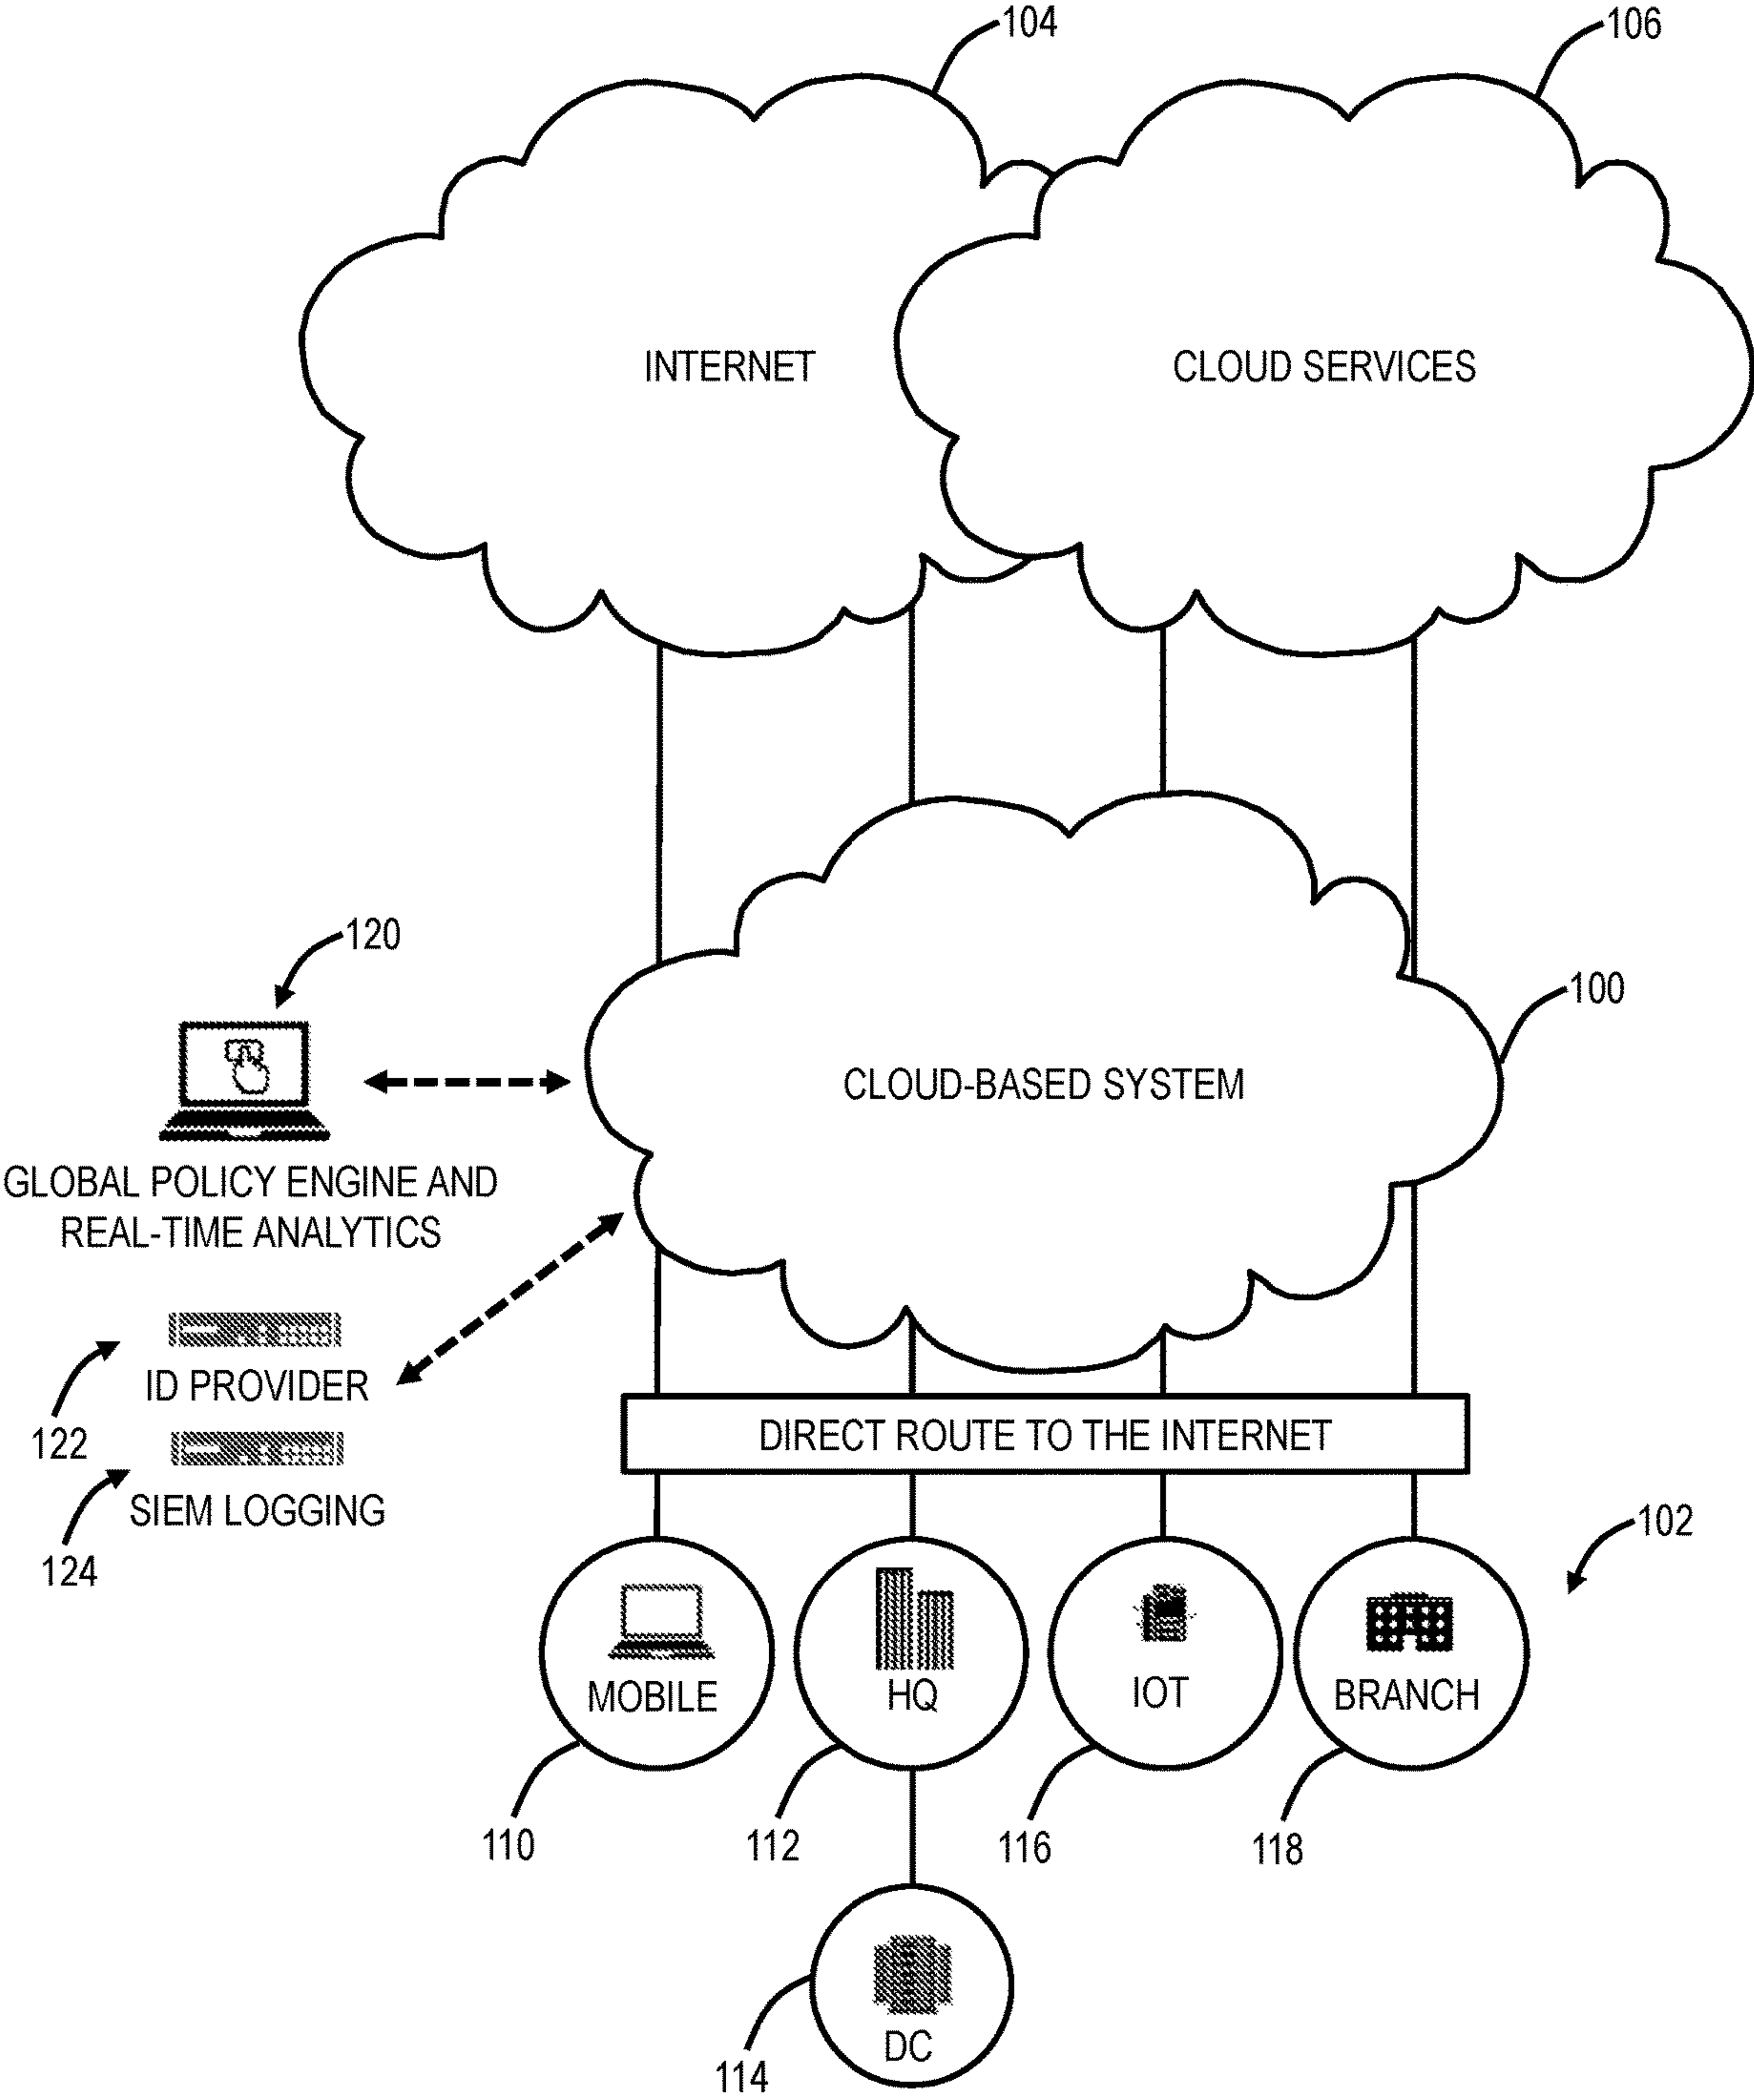 104
106
INTERNET
CLOUD SERVICES
120
100
CLOUD-BASED SYSTEM
GLOBAL POLICY ENGINE AND
REAL-TIME ANALYTICS
ID PROVIDER
122
DIRECT ROUTE TO THE INTERNET
SIEM LOGGING
124
102
MOBILE
HQ
IOT
BRANCH
110
112
116
118
DC
114